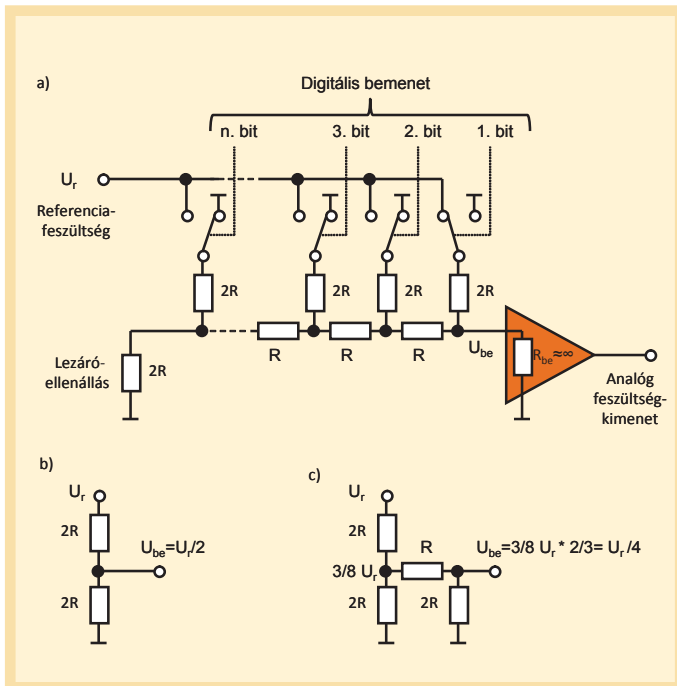 a)
Digitális bemenet
n. bit 3. bit 2. bit 1. bit
Ur
Referencia-
feszültség
2R 2R 2R 2R
R R R
Ube
Rbe≈∞
Lezáró-
ellenállás
2R
Analóg
feszültség-
kimenet
b)
Ur
2R
Ube=Ur/2
2R
c)
Ur
2R
R
Ube=3/8 Ur * 2/3= Ur /4
3/8 Ur
2R 2R